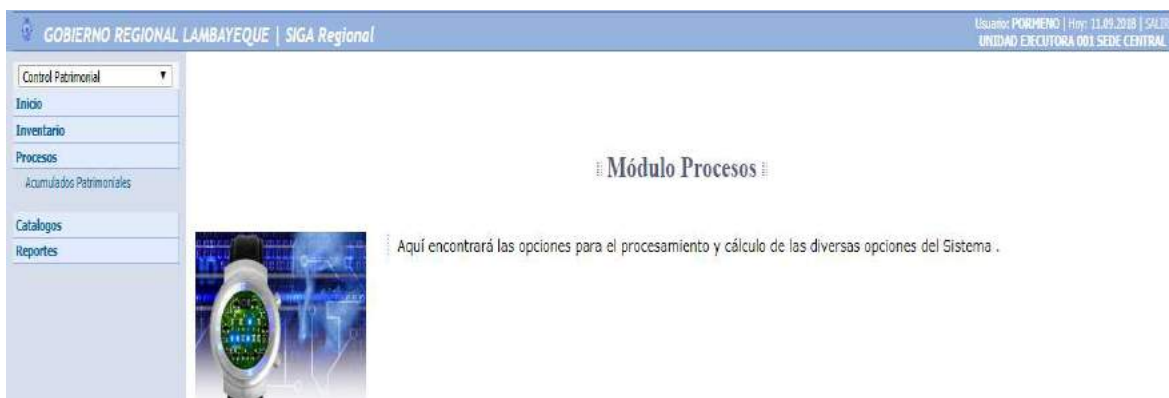 GOBIERNO REGIONAL LAMBAYEQUE | SIGA Regional
Usuario: PORMENO | Hoy: 11.09.2018 | SALIR
UNIDAD EJECUTORA 001 SEDE CENTRAL
Control Patrimonial
Inicio
Inventario
Procesos
Acumulados Patrimoniales
Catalogos
Reportes
Módulo Procesos
Aquí encontrará las opciones para el procesamiento y cálculo de las diversas opciones del Sistema .